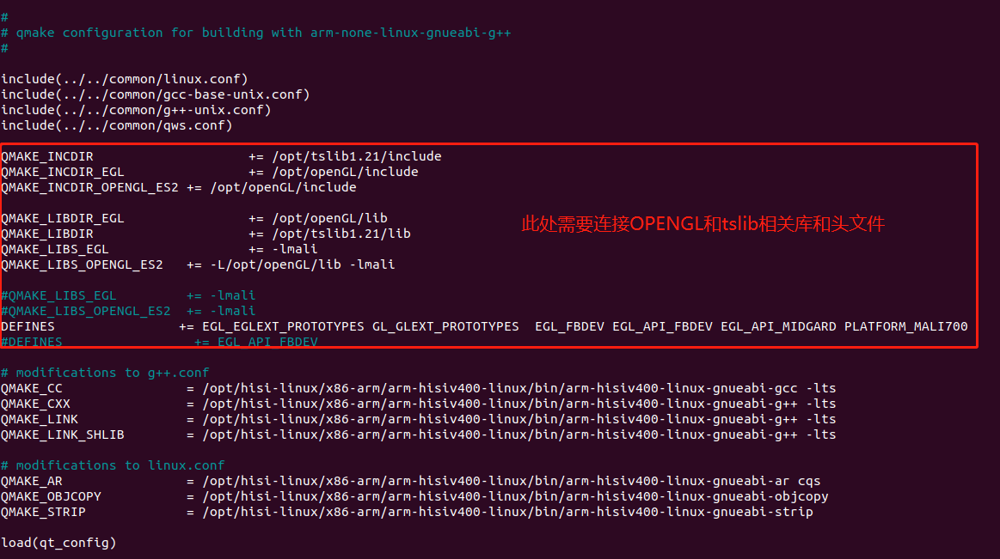 #
# qmake configuration for building with arm-none-linux-gnueabi-g++
#
include(../../common/linux.conf)
include(../../common/gcc-base-unix.conf)
include(../../common/g++-unix.conf)
include(../../common/qws.conf)
QMAKE_INCDIR += /opt/tslib1.21/include
QMAKE_INCDIR_EGL += /opt/openGL/include
QMAKE_INCDIR_OPENGL_ES2 += /opt/openGL/include
QMAKE_LIBDIR_EGL += /opt/openGL/lib
此处需要连接OPENGL和tslib相关库和头文件
QMAKE_LIBDIR += /opt/tslib1.21/lib
QMAKE_LIBS_EGL += -lmali
QMAKE_LIBS_OPENGL_ES2 += -L/opt/openGL/lib -lmali
#QMAKE_LIBS_EGL += -lmali
#QMAKE_LIBS_OPENGL_ES2 += -lmali
DEFINES += EGL_EGLEXT_PROTOTYPES GL_GLEXT_PROTOTYPES EGL_FBDEV EGL_API_FBDEV EGL_API_MIDGARD PLATFORM_MALI700
#DEFINES += EGL_API_FBDEV
# modifications to g++.conf
QMAKE_CC = /opt/hisi-linux/x86-arm/arm-hisiv400-linux/bin/arm-hisiv400-linux-gnueabi-gcc -lts
QMAKE_CXX = /opt/hisi-linux/x86-arm/arm-hisiv400-linux/bin/arm-hisiv400-linux-gnueabi-g++ -lts
QMAKE_LINK = /opt/hisi-linux/x86-arm/arm-hisiv400-linux/bin/arm-hisiv400-linux-gnueabi-g++ -lts
QMAKE_LINK_SHLIB = /opt/hisi-linux/x86-arm/arm-hisiv400-linux/bin/arm-hisiv400-linux-gnueabi-g++ -lts
# modifications to linux.conf
QMAKE_AR = /opt/hisi-linux/x86-arm/arm-hisiv400-linux/bin/arm-hisiv400-linux-gnueabi-ar cqs
QMAKE_OBJCOPY = /opt/hisi-linux/x86-arm/arm-hisiv400-linux/bin/arm-hisiv400-linux-gnueabi-objcopy
QMAKE_STRIP = /opt/hisi-linux/x86-arm/arm-hisiv400-linux/bin/arm-hisiv400-linux-gnueabi-strip
load(qt_config)